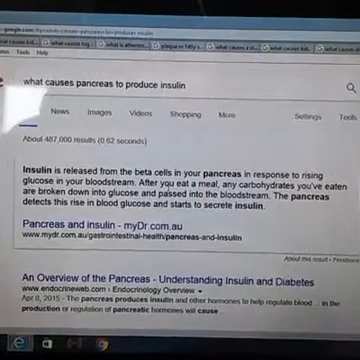 what causes pancreas to produce insulin
News Images Videos Shopping More Settings Tools
About 487,000 results (0.62 seconds)
Insulin is released from the beta cells in your pancreas in response to rising
glucose in your bloodstream. After you eat a meal, any carbohydrates you've eaten
are broken down into glucose and passed into the bloodstream. The pancreas
detects this rise in blood glucose and starts to secrete insulin.
Pancreas and insulin - myDr.com.au
www.mydr.com.au/gastrointestinal-health/pancreas-and-insulin
About this result • Feedback
An Overview of the Pancreas - Understanding Insulin and Diabetes
www.endocrineweb.com › Endocrinology Overview
Apr 8, 2015 - The pancreas produces insulin and other hormones to help regulate blood ... in the
production or regulation of pancreatic hormones will cause